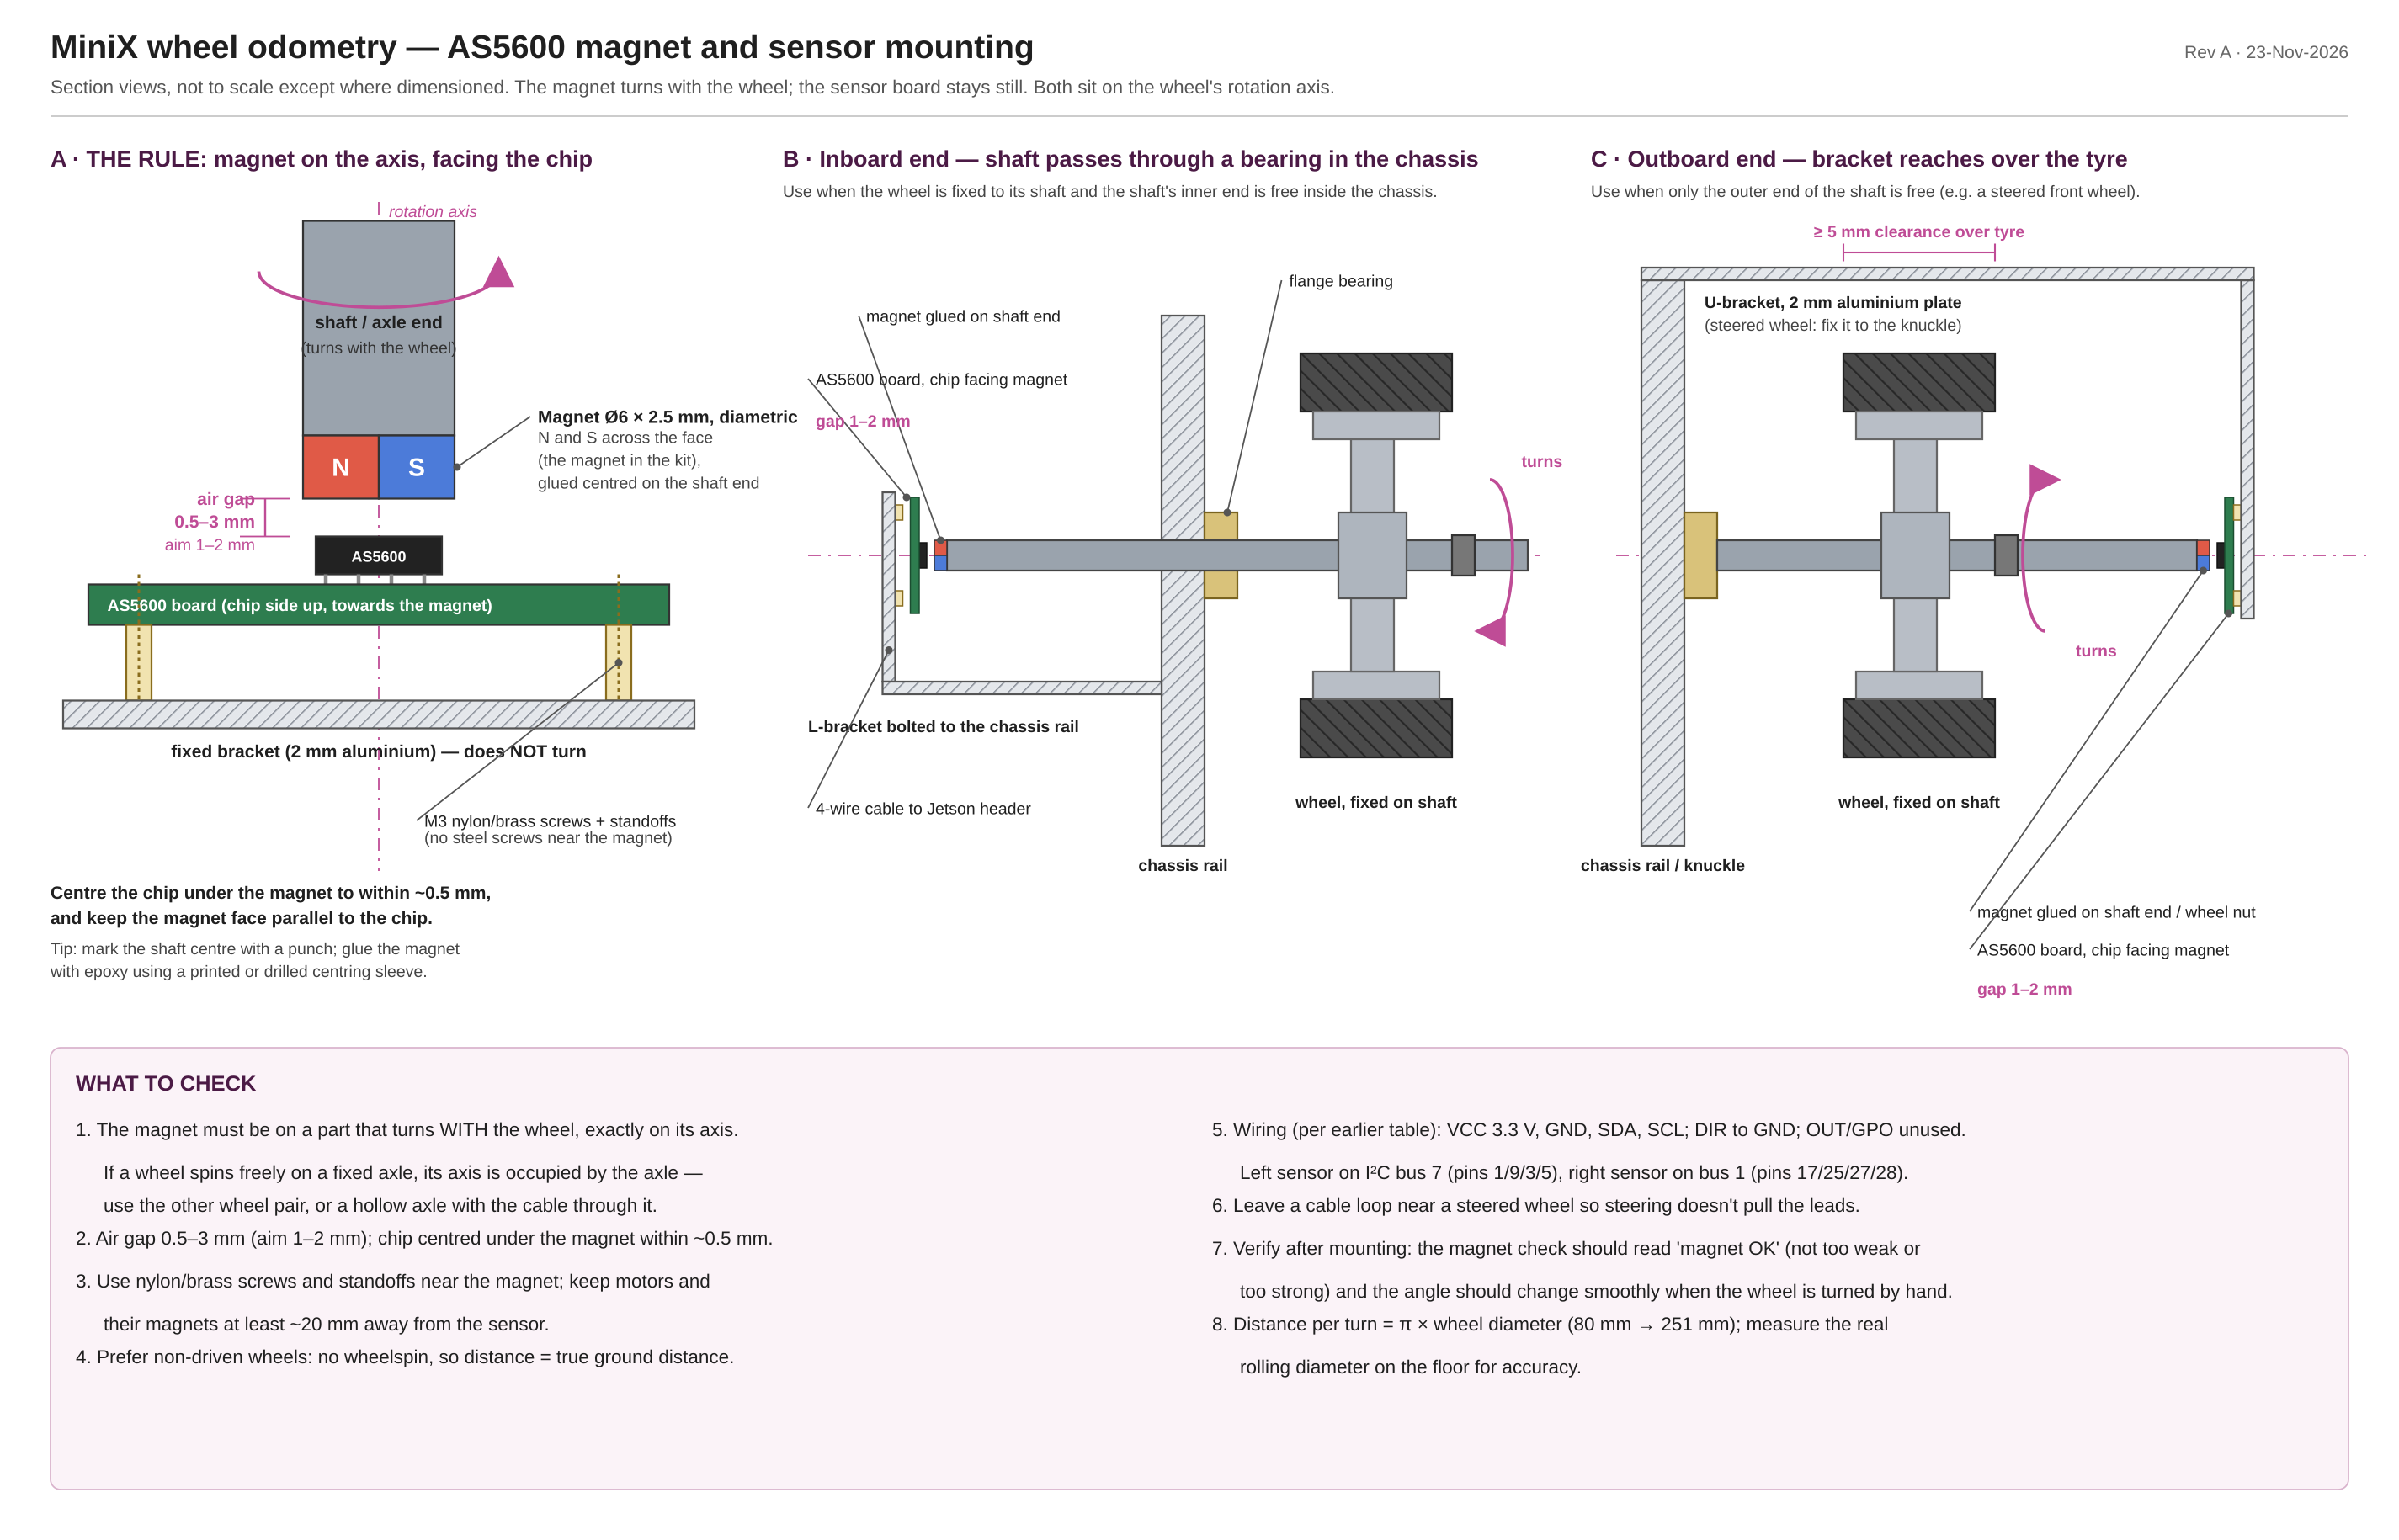 MiniX wheel odometry — AS5600 magnet and sensor mounting
Rev A · 23-Nov-2026
Section views, not to scale except where dimensioned. The magnet turns with the wheel; the sensor board stays still. Both sit on the wheel's rotation axis.
A · THE RULE: magnet on the axis, facing the chip
rotation axis
shaft / axle end
(turns with the wheel)
Magnet Ø6 × 2.5 mm, diametric
N and S across the face
(the magnet in the kit),
glued centred on the shaft end
N
S
air gap
0.5–3 mm
aim 1–2 mm
AS5600
AS5600 board (chip side up, towards the magnet)
fixed bracket (2 mm aluminium) — does NOT turn
M3 nylon/brass screws + standoffs
(no steel screws near the magnet)
Centre the chip under the magnet to within ~0.5 mm,
and keep the magnet face parallel to the chip.
Tip: mark the shaft centre with a punch; glue the magnet
with epoxy using a printed or drilled centring sleeve.
B · Inboard end — shaft passes through a bearing in the chassis
Use when the wheel is fixed to its shaft and the shaft's inner end is free inside the chassis.
flange bearing
magnet glued on shaft end
AS5600 board, chip facing magnet
gap 1–2 mm
turns
L-bracket bolted to the chassis rail
4-wire cable to Jetson header
wheel, fixed on shaft
chassis rail
C · Outboard end — bracket reaches over the tyre
Use when only the outer end of the shaft is free (e.g. a steered front wheel).
≥ 5 mm clearance over tyre
U-bracket, 2 mm aluminium plate
(steered wheel: fix it to the knuckle)
turns
wheel, fixed on shaft
chassis rail / knuckle
magnet glued on shaft end / wheel nut
AS5600 board, chip facing magnet
gap 1–2 mm
WHAT TO CHECK
1. The magnet must be on a part that turns WITH the wheel, exactly on its axis.
If a wheel spins freely on a fixed axle, its axis is occupied by the axle —
use the other wheel pair, or a hollow axle with the cable through it.
2. Air gap 0.5–3 mm (aim 1–2 mm); chip centred under the magnet within ~0.5 mm.
3. Use nylon/brass screws and standoffs near the magnet; keep motors and
their magnets at least ~20 mm away from the sensor.
4. Prefer non-driven wheels: no wheelspin, so distance = true ground distance.
5. Wiring (per earlier table): VCC 3.3 V, GND, SDA, SCL; DIR to GND; OUT/GPO unused.
Left sensor on I²C bus 7 (pins 1/9/3/5), right sensor on bus 1 (pins 17/25/27/28).
6. Leave a cable loop near a steered wheel so steering doesn't pull the leads.
7. Verify after mounting: the magnet check should read 'magnet OK' (not too weak or
too strong) and the angle should change smoothly when the wheel is turned by hand.
8. Distance per turn = π × wheel diameter (80 mm → 251 mm); measure the real
rolling diameter on the floor for accuracy.